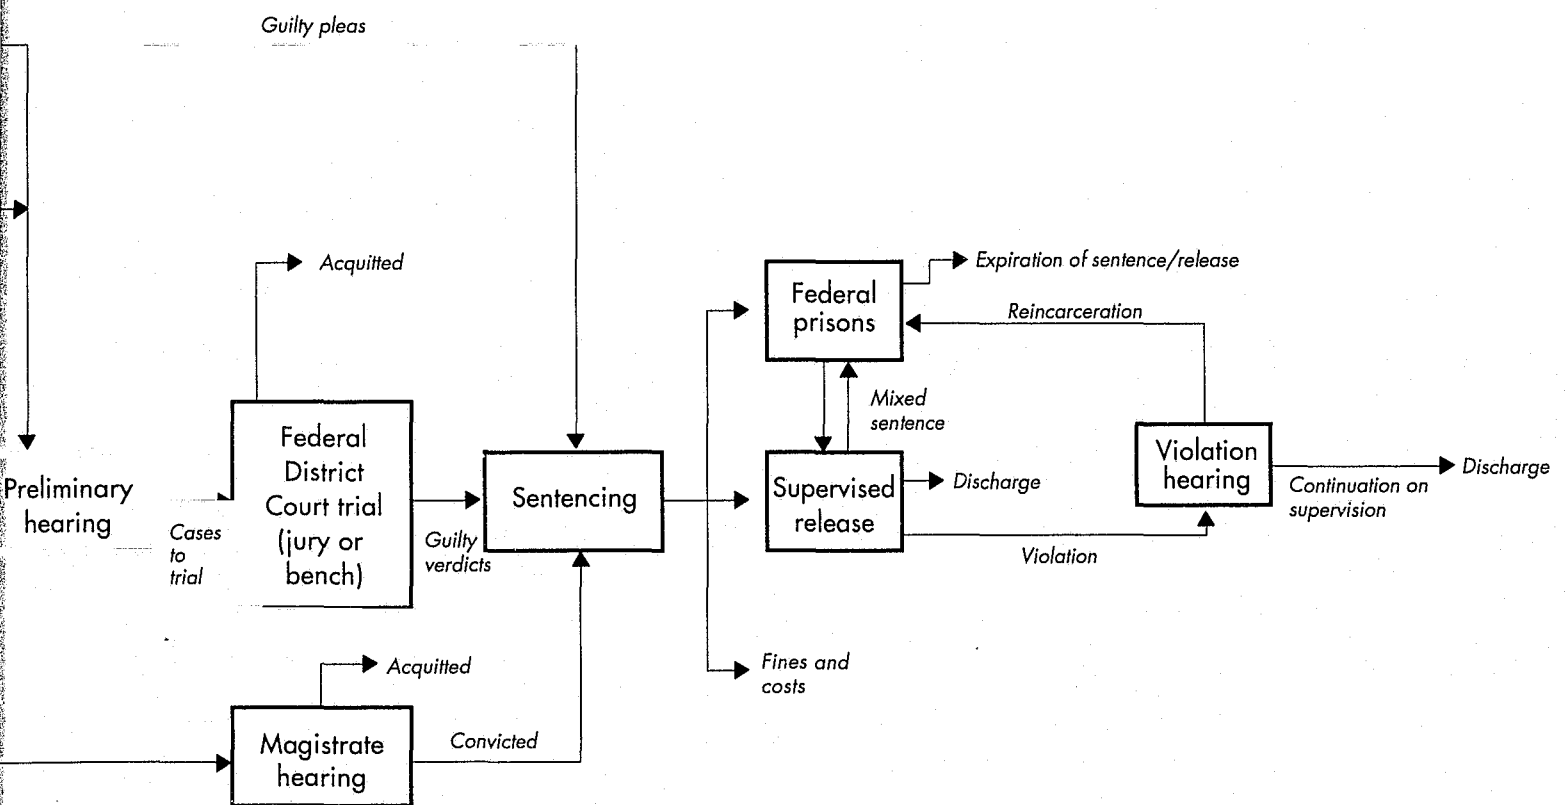 Guilty pleas
Acquitted
Preliminary
hearing
Cases
to
trial
Federal
District
Court trial
(jury or
bench)
Guilty
verdicts
Sentencing
Acquitted
Magistrate
hearing
Convicted
Federal
prisons
Expiration of sentence/release
Reincarceration
Mixed
sentence
Supervised
release
Discharge
Violation
Violation
hearing
Continuation on
supervision
Discharge
Fines and
costs